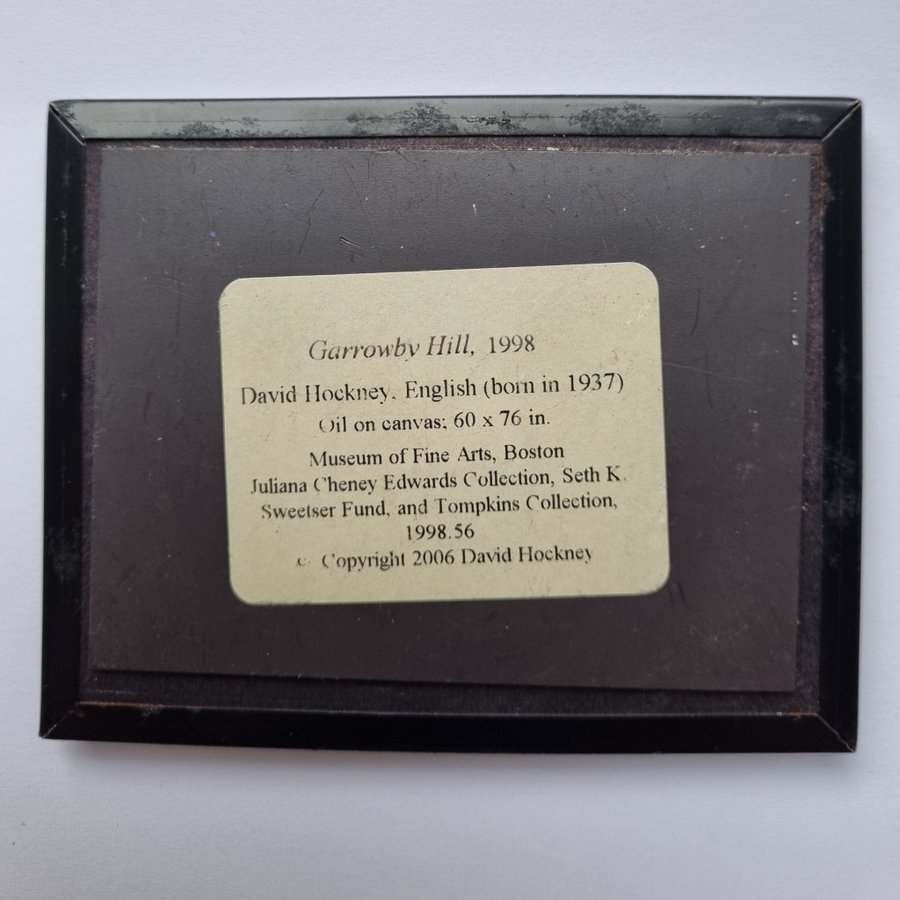 Garrowby Hill, 1998
David Hockney, English (born in 1937)
Oil on canvas; 60 x 76 in.
Museum of Fine Arts, Boston
Juliana Cheney Edwards Collection, Seth K.
Sweetser Fund, and Tompkins Collection,
1998.56
© Copyright 2006 David Hockney